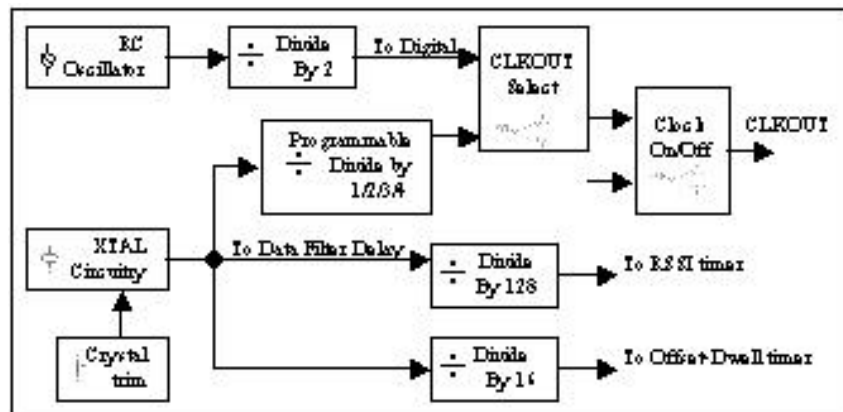 RC
Oscillator
÷ Divide
By 2
To Digital
CLKOUT
Select
Programmable
÷ Divide by
1/2/3/4
Clock
On/Off
CLKOUT
XTAL
Circuitry
To Data Filter Delay
÷ Divide
By 128
To RSSI timer
Crystal
trim
÷ Divide
By 16
To Offset-Dwell timer